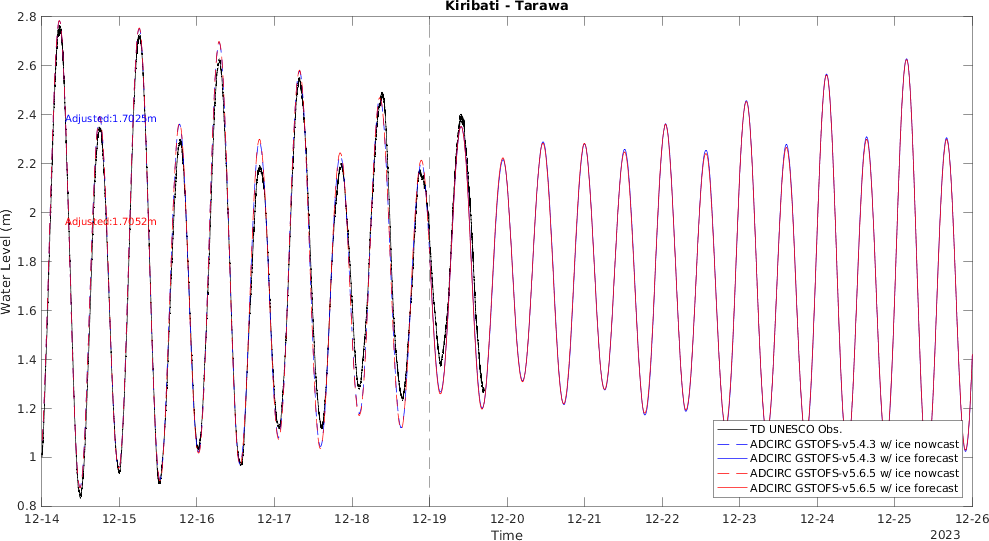 Kiribati - Tarawa
2.8
2.6
2.4
2.2
2
1.8
1.6
1.4
1.2
1
0.8
Water Level (m)
Adjusted:1.7025m
Adjusted:1.7052m
TD UNESCO Obs.
ADCIRC GSTOFS-v5.4.3 w/ ice nowcast
ADCIRC GSTOFS-v5.4.3 w/ ice forecast
ADCIRC GSTOFS-v5.6.5 w/ ice nowcast
ADCIRC GSTOFS-v5.6.5 w/ ice forecast
12-14 12-15 12-16 12-17 12-18 12-19 12-20 12-21 12-22 12-23 12-24 12-25 12-26
Time
2023